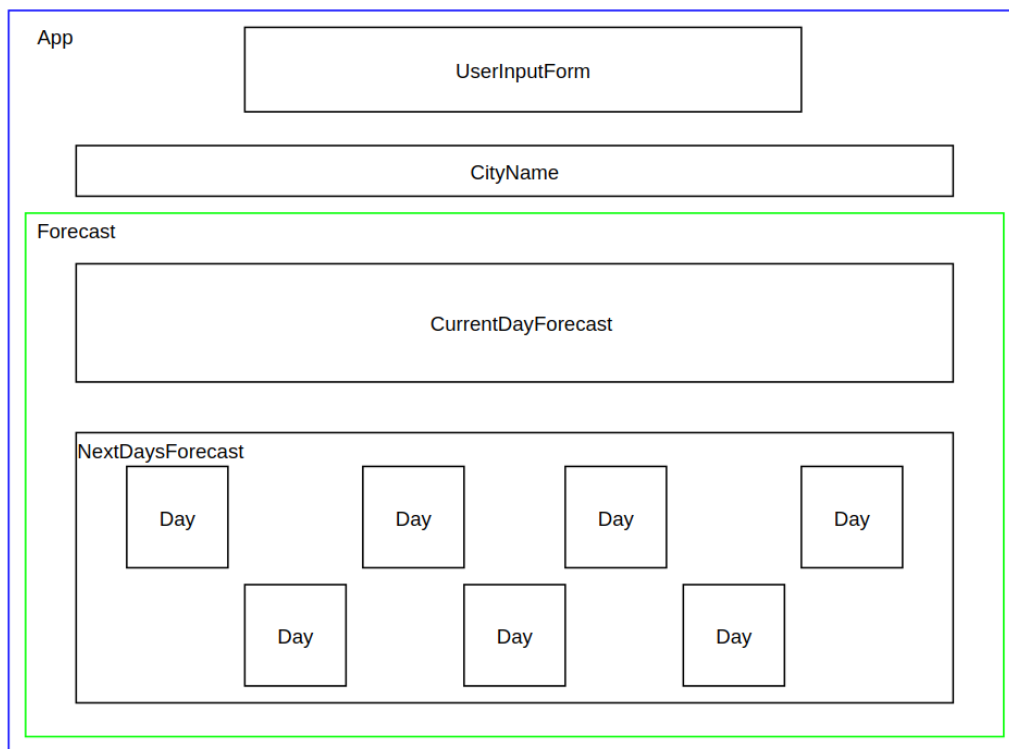 App
UserInputForm
CityName
Forecast
CurrentDayForecast
NextDaysForecast
Day
Day
Day
Day
Day
Day
Day